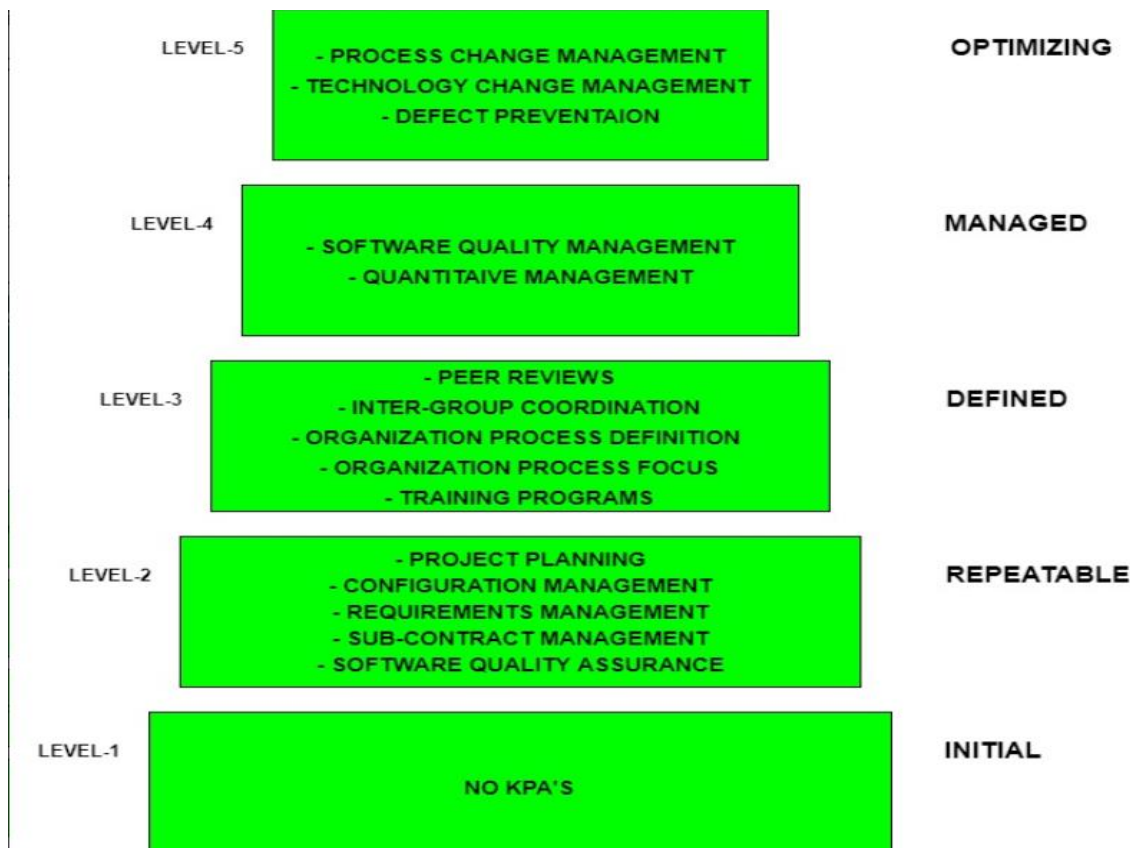 LEVEL-5
- PROCESS CHANGE MANAGEMENT
- TECHNOLOGY CHANGE MANAGEMENT
- DEFECT PREVENTAION
OPTIMIZING
LEVEL-4
- SOFTWARE QUALITY MANAGEMENT
- QUANTITAIVE MANAGEMENT
MANAGED
LEVEL-3
- PEER REVIEWS
- INTER-GROUP COORDINATION
- ORGANIZATION PROCESS DEFINITION
- ORGANIZATION PROCESS FOCUS
- TRAINING PROGRAMS
DEFINED
LEVEL-2
- PROJECT PLANNING
- CONFIGURATION MANAGEMENT
- REQUIREMENTS MANAGEMENT
- SUB-CONTRACT MANAGEMENT
- SOFTWARE QUALITY ASSURANCE
REPEATABLE
LEVEL-1
NO KPA'S
INITIAL